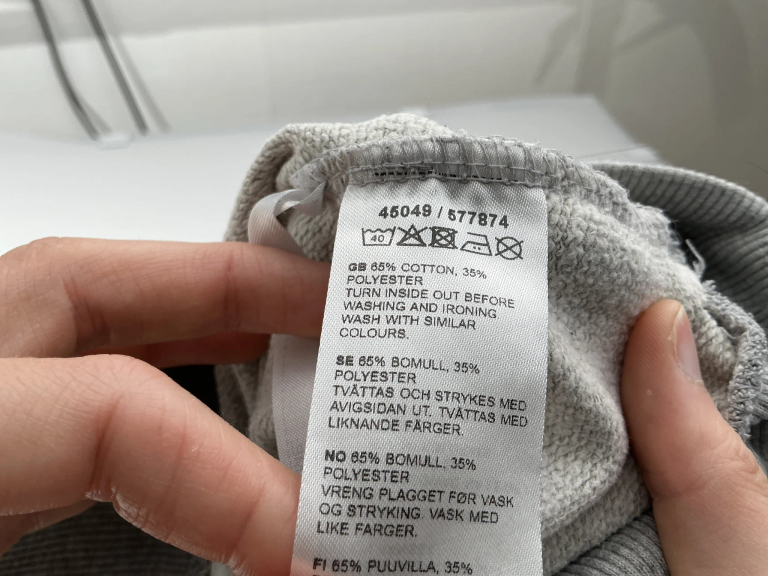 45049 / 577874
40
GB 65% COTTON, 35%
POLYESTER
TURN INSIDE OUT BEFORE
WASHING AND IRONING
WASH WITH SIMILAR
COLOURS.
SE 65% BOMULL, 35%
POLYESTER
TVÄTTAS OCH STRYKES MED
AVIGSIDAN UT. TVÄTTAS MED
LIKNANDE FÄRGER.
NO 65% BOMULL, 35%
POLYESTER
VRENG PLAGGET FØR VASK
OG STRYKING. VASK MED
LIKE FARGER.
FI 65% PUUVILLA, 35%